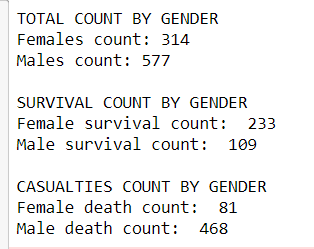 TOTAL COUNT BY GENDER
Females count: 314
Males count: 577
SURVIVAL COUNT BY GENDER
Female survival count:  233
Male survival count:  109
CASUALTIES COUNT BY GENDER
Female death count:  81
Male death count:  468